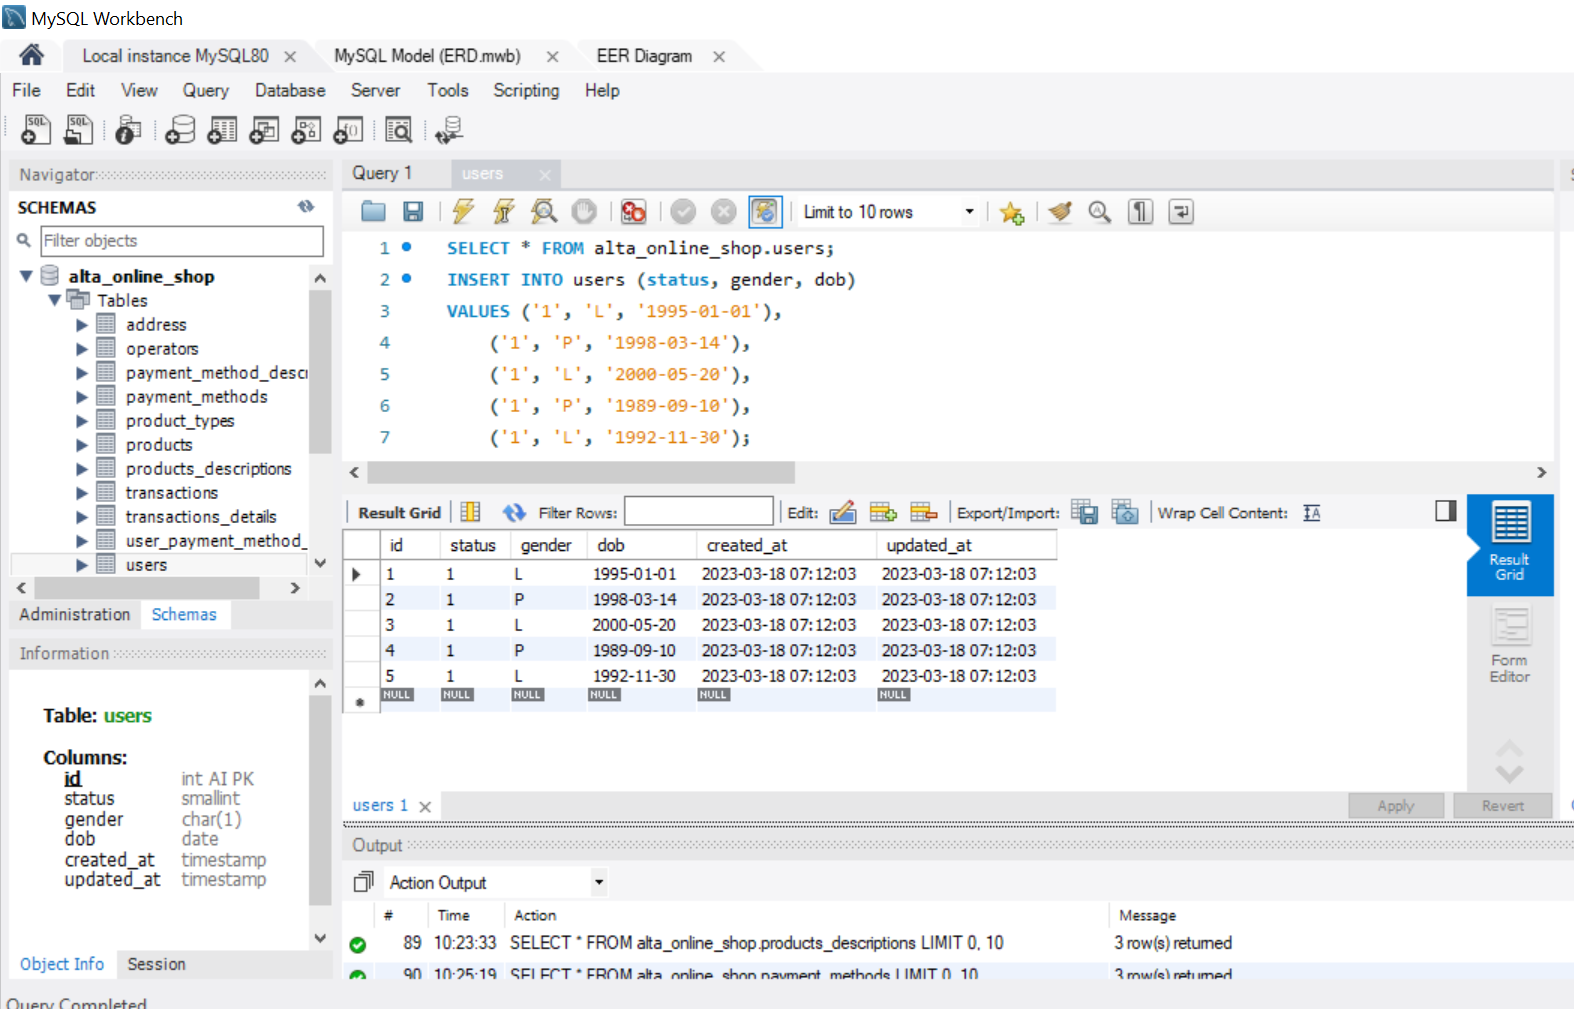 MySQL Workbench
Local instance MySQL80 MySQL Model (ERD.mwb) EER Diagram
File Edit View Query Database Server Tools Scripting Help
Navigator
SCHEMAS
Filter objects
alta_online_shop
Tables
address
operators
payment_method_descr
payment_methods
product_types
products
products_descriptions
transactions
transactions_details
user_payment_method_
users
Administration Schemas
Information
Table: users
Columns:
id int AI PK
status smallint
gender char(1)
dob date
created_at timestamp
updated_at timestamp
Object Info Session
Query Completed
Query 1 users
Limit to 10 rows
1 SELECT * FROM alta_online_shop.users;
2 INSERT INTO users (status, gender, dob)
3 VALUES ('1', 'L', '1995-01-01'),
4 ('1', 'P', '1998-03-14'),
5 ('1', 'L', '2000-05-20'),
6 ('1', 'P', '1989-09-10'),
7 ('1', 'L', '1992-11-30');
Result Grid Filter Rows: Edit: Export/Import: Wrap Cell Content:
id status gender dob created_at updated_at
1 1 L 1995-01-01 2023-03-18 07:12:03 2023-03-18 07:12:03
2 1 P 1998-03-14 2023-03-18 07:12:03 2023-03-18 07:12:03
3 1 L 2000-05-20 2023-03-18 07:12:03 2023-03-18 07:12:03
4 1 P 1989-09-10 2023-03-18 07:12:03 2023-03-18 07:12:03
5 1 L 1992-11-30 2023-03-18 07:12:03 2023-03-18 07:12:03
NULL NULL NULL NULL NULL NULL
Result
Grid
Form
Editor
users 1 Apply Revert
Output
Action Output
# Time Action Message
89 10:23:33 SELECT * FROM alta_online_shop.products_descriptions LIMIT 0, 10 3 row(s) returned
90 10:25:19 SELECT * FROM alta_online_shop.payment_methods LIMIT 0, 10 3 row(s) returned